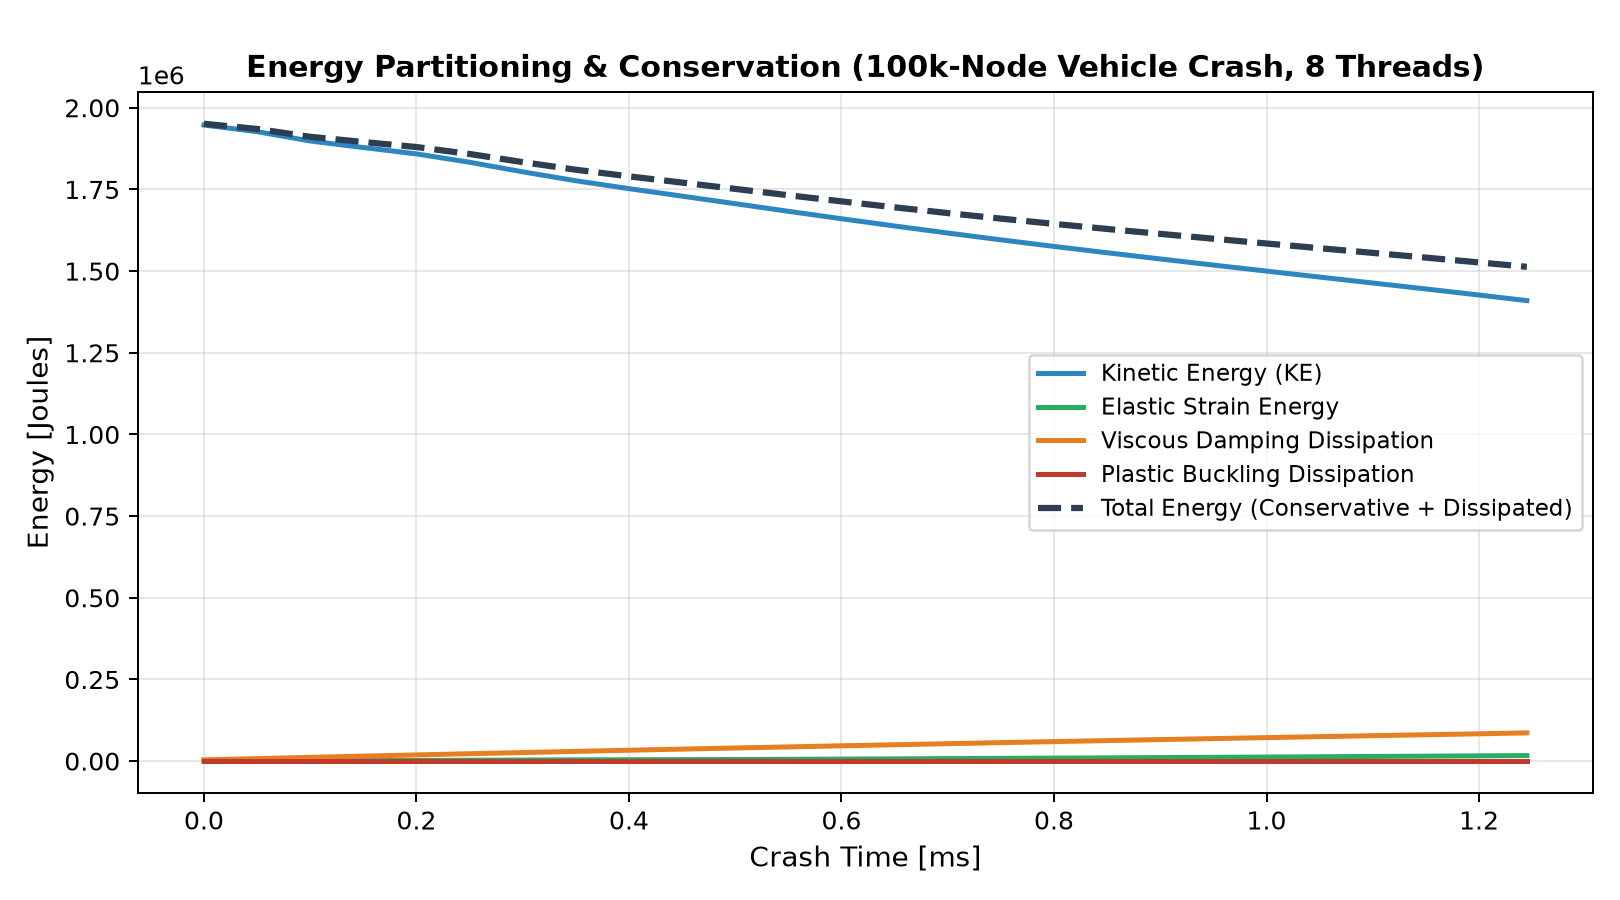 Energy Partitioning & Conservation (100k-Node Vehicle Crash, 8 Threads)
1e6
2.00
1.75
1.50
1.25
1.00
0.75
0.50
0.25
0.00
Energy [Joules]
Kinetic Energy (KE)
Elastic Strain Energy
Viscous Damping Dissipation
Plastic Buckling Dissipation
Total Energy (Conservative + Dissipated)
0.0 0.2 0.4 0.6 0.8 1.0 1.2
Crash Time [ms]